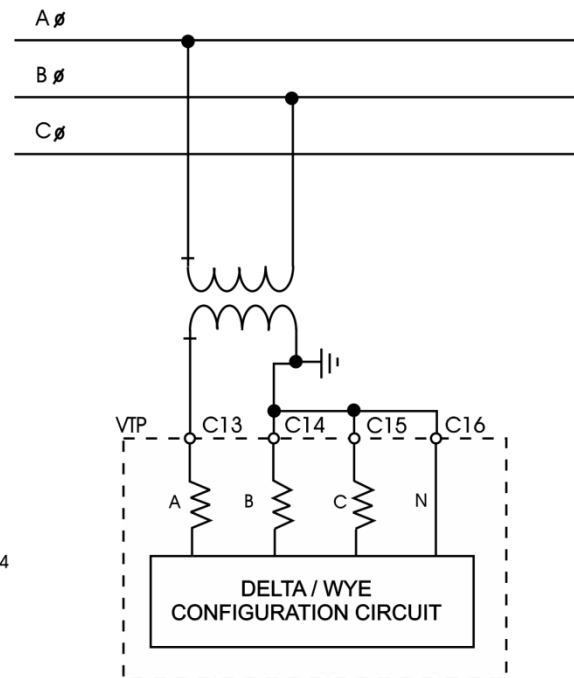 A ø
B ø
C ø
VTP C13 C14 C15 C16
A B C N
4
DELTA / WYE
CONFIGURATION CIRCUIT